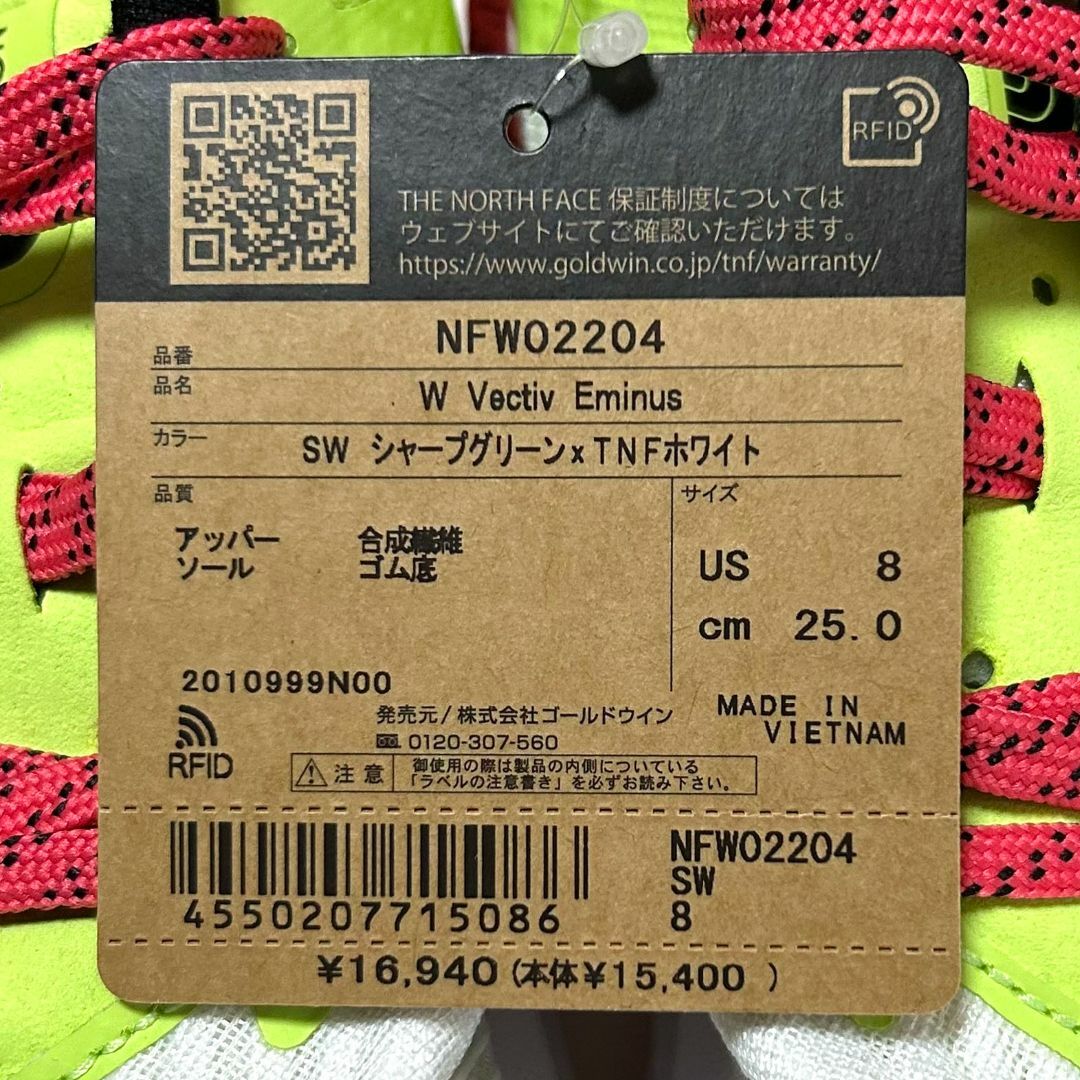 RFID
THE NORTH FACE 保証制度については
ウェブサイトにてご確認いただけます。
https://www.goldwin.co.jp/tnf/warranty/
品番 NFW02204
品名 W Vectiv Eminus
カラー SW シャープグリーンxTNFホワイト
品質
アッパー 合成繊維
ソール ゴム底
サイズ
US 8
cm 25.0
2010999N00
RFID
発売元/株式会社ゴールドウイン
0120-307-560
MADE IN
VIETNAM
注意
御使用の際は製品の内側についている
「ラベルの注意書き」を必ずお読み下さい。
4550207715086
NFW02204
SW
8
¥16,940(本体¥15,400 )